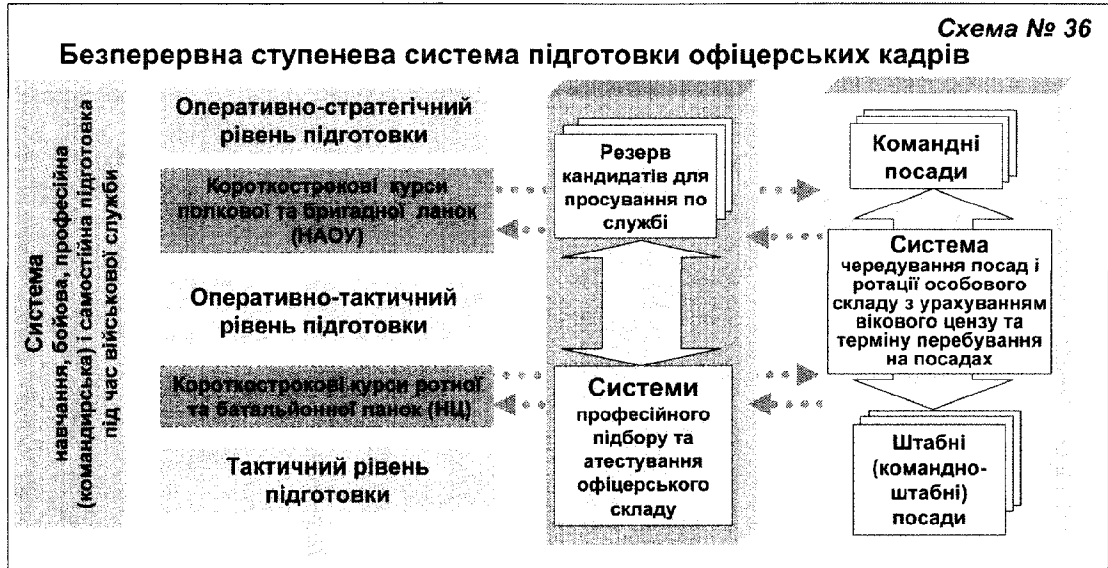 Схема № 36
Безперервна ступенева система підготовки офіцерських кадрів
Система
навчання, бойова, професійна
(командирська) і самостійна підготовка
під час військової служби
Оперативно-стратегічний
рівень підготовки
Короткострокові курси
полкової та бригадної ланок
(НАОУ)
Оперативно-тактичний
рівень підготовки
Короткострокові курси ротної
та батальйонної ланок (НЦ)
Тактичний рівень
підготовки
Резерв
кандидатів для
просування по
службі
Системи
професійного
підбору та
атестування
офіцерського
складу
Командні
посади
Система
чередування посад і
ротації особового
складу з урахуванням
вікового цензу та
терміну перебування
на посадах
Штабні
(командно-
штабні)
посади